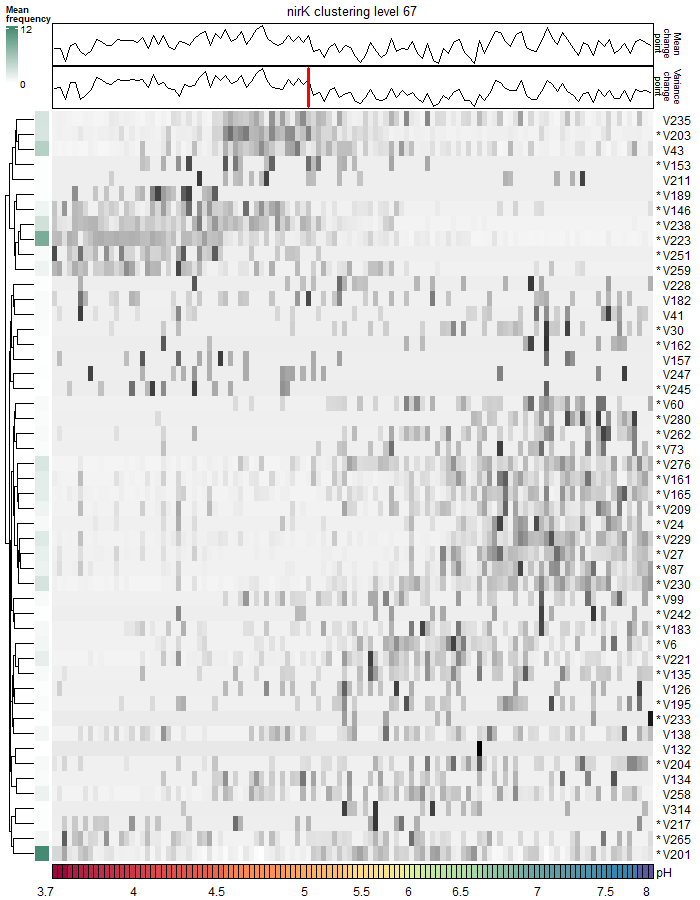 Mean
frequency
12
0
nirK clustering level 67
Mean
change
point
Variance
change
point
V235
* V203
V43
* V153
V211
* V189
* V146
* V238
* V223
* V251
* V259
V228
V182
V41
* V30
* V162
V157
V247
* V245
* V60
* V280
* V262
* V73
* V276
* V161
* V165
* V209
* V24
* V229
* V27
* V87
* V230
* V99
* V242
* V183
* V6
* V221
* V135
V126
* V195
* V233
V138
V132
* V204
V134
V258
V314
* V217
* V265
* V201
pH
3.7 4 4.5 5 5.5 6 6.5 7 7.5 8